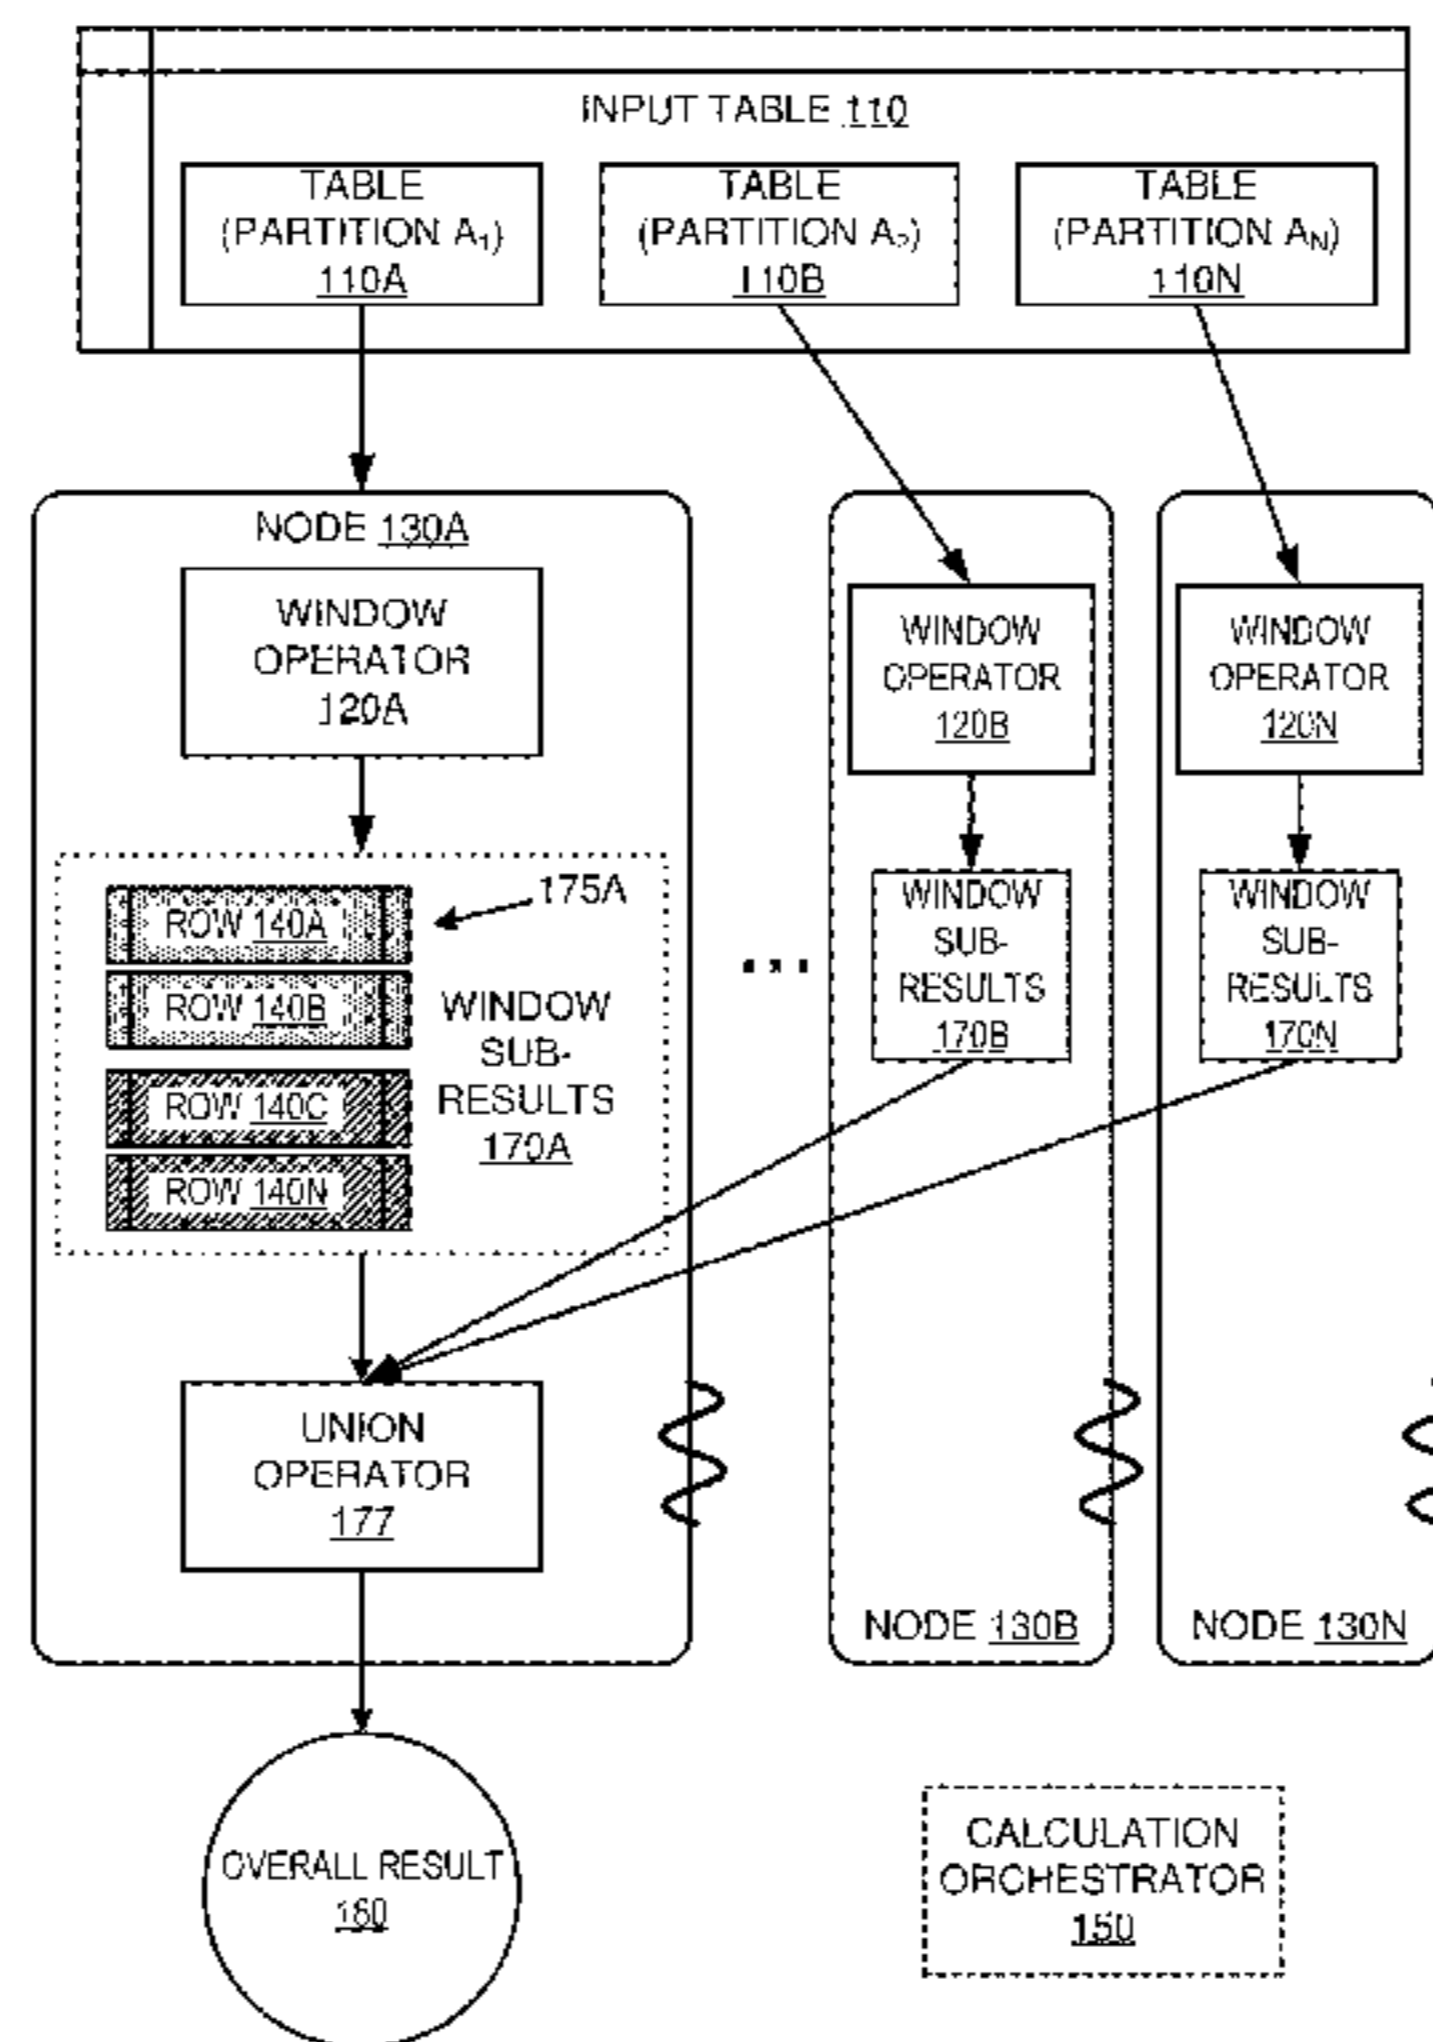 INPUT TABLE 110
TABLE
(PARTITION A₁)
110A
TABLE
(PARTITION A₂)
110B
TABLE
(PARTITION Aₙ)
110N
NODE 130A
WINDOW
OPERATOR
120A
WINDOW
OPERATOR
120B
WINDOW
OPERATOR
120N
175A
ROW 140A
ROW 140B
ROW 140C
ROW 140N
WINDOW
SUB-
RESULTS
170A
...
WINDOW
SUB-
RESULTS
170B
WINDOW
SUB-
RESULTS
170N
UNION
OPERATOR
177
NODE 130B
NODE 130N
OVERALL RESULT
180
CALCULATION
ORCHESTRATOR
150